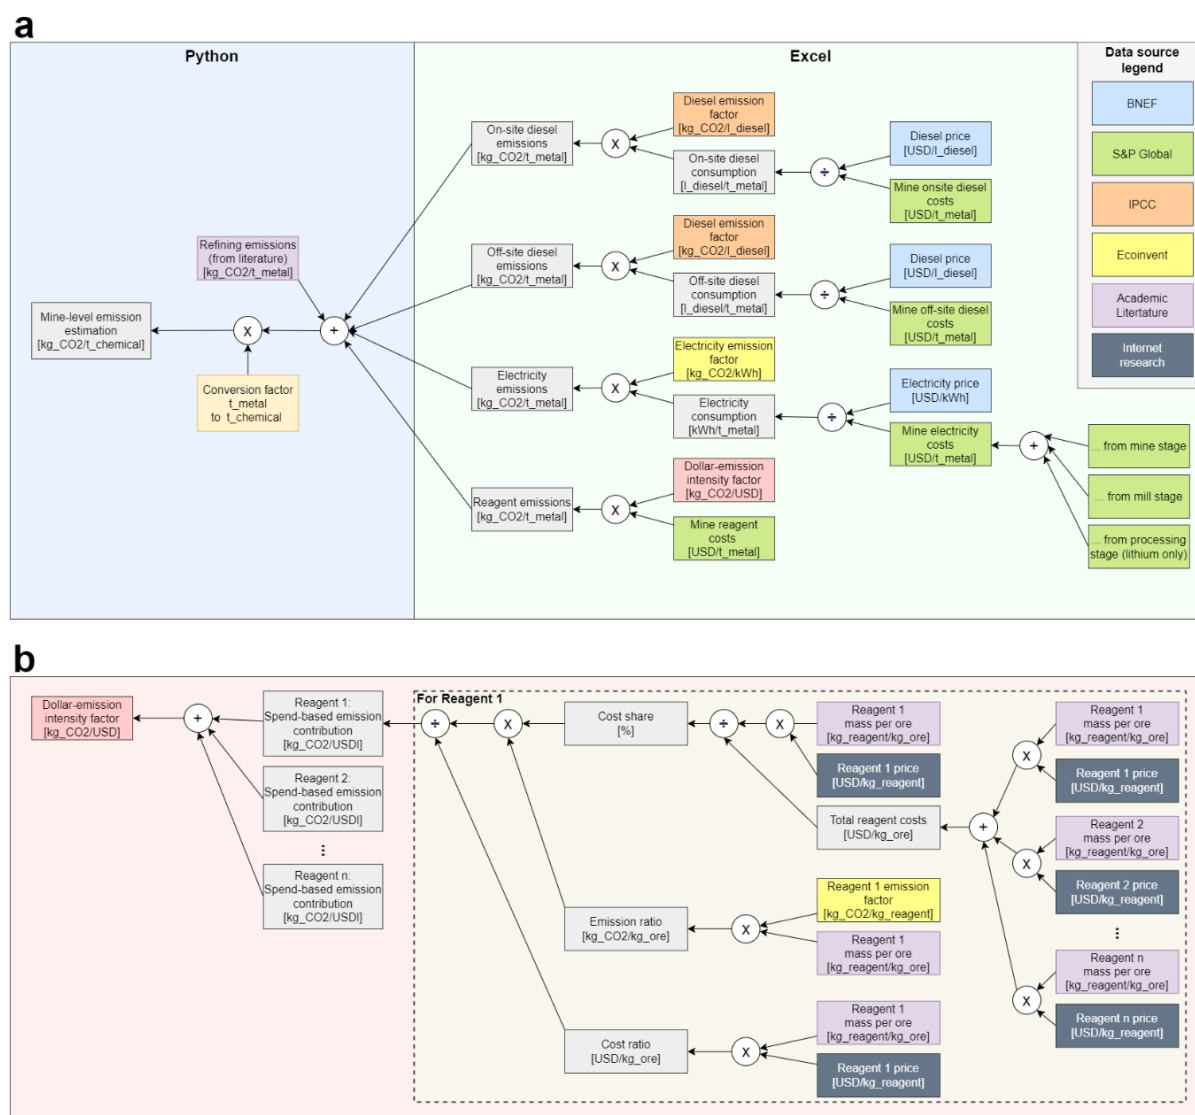 a
Python
Excel
Data source
legend
BNEF
S&P Global
IPCC
Ecoinvent
Academic
Litertature
Internet
research
Diesel emission
factor
[kg_CO2/l_diesel]
On-site diesel
emissions
[kg_CO2/t_metal]
X
On-site diesel
consumption
[l_diesel/t_metal]
÷
Diesel price
[USD/l_diesel]
Mine onsite diesel
costs
[USD/t_metal]
Refining emissions
(from literature)
[kg_CO2/t_metal]
Off-site diesel
emissions
[kg_CO2/t_metal]
X
Diesel emission
factor
[kg_CO2/l_diesel]
Off-site diesel
consumption
[l_diesel/t_metal]
÷
Diesel price
[USD/l_diesel]
Mine off-site diesel
costs
[USD/t_metal]
Mine-level emission
estimation
[kg_CO2/t_chemical]
X
+
Conversion factor
t_metal
to t_chemical
Electricity
emissions
[kg_CO2/t_metal]
X
Electricity emission
factor
[kg_CO2/kWh]
Electricity
consumption
[kWh/t_metal]
÷
Electricity price
[USD/kWh]
Mine electricity
costs
[USD/t_metal]
+
... from mine stage
... from mill stage
... from processing
stage (lithium only)
Reagent emissions
[kg_CO2/t_metal]
X
Dollar-emission
intensity factor
[kg_CO2/USD]
Mine reagent
costs
[USD/t_metal]
b
For Reagent 1
Dollar-emission
intensity factor
[kg_CO2/USD]
+
Reagent 1:
Spend-based emission
contribution
[kg_CO2/USDl]
Reagent 2:
Spend-based emission
contribution
[kg_CO2/USDl]
...
Reagent n:
Spend-based emission
contribution
[kg_CO2/USDl]
÷
X
Cost share
[%]
÷
X
Reagent 1
mass per ore
[kg_reagent/kg_ore]
Reagent 1 price
[USD/kg_reagent]
Total reagent costs
[USD/kg_ore]
+
X
Reagent 1
mass per ore
[kg_reagent/kg_ore]
Reagent 1 price
[USD/kg_reagent]
X
Reagent 2
mass per ore
[kg_reagent/kg_ore]
Reagent 2 price
[USD/kg_reagent]
...
X
Reagent n
mass per ore
[kg_reagent/kg_ore]
Reagent n price
[USD/kg_reagent]
Emission ratio
[kg_CO2/kg_ore]
X
Reagent 1 emission
factor
[kg_CO2/kg_reagent]
Reagent 1
mass per ore
[kg_reagent/kg_ore]
Cost ratio
[USD/kg_ore]
X
Reagent 1
mass per ore
[kg_reagent/kg_ore]
Reagent 1 price
[USD/kg_reagent]